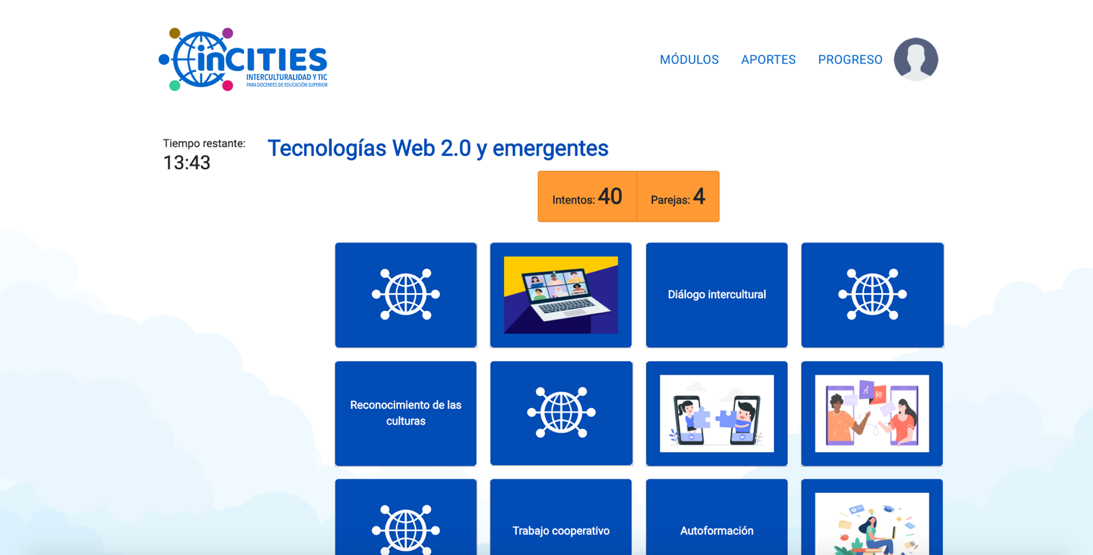 inCITIES
INTERCULTURALIDAD Y TIC
PARA DOCENTES DE EDUCACIÓN SUPERIOR
MÓDULOS
APORTES
PROGRESO
Tiempo restante:
13:43
Tecnologías Web 2.0 y emergentes
Intentos: 40
Parejas: 4
Diálogo intercultural
Reconocimiento de las
culturas
Trabajo cooperativo
Autoformación